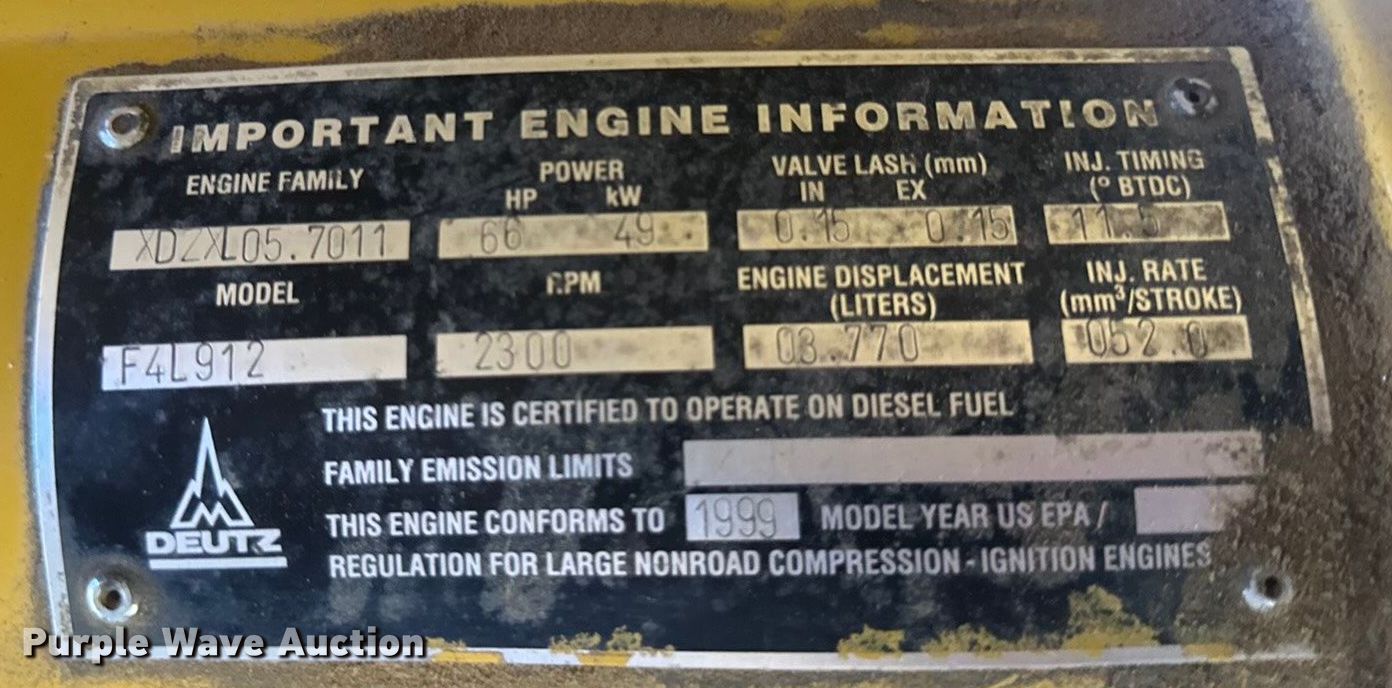 IMPORTANT ENGINE INFORMATION
ENGINE FAMILY
POWER
HP kW
VALVE LASH (mm)
IN EX
INJ. TIMING
(° BTDC)
XDZXL05.7011
66 49
0.15 0.15
11.5
MODEL
RPM
ENGINE DISPLACEMENT
(LITERS)
INJ. RATE
(mm³/STROKE)
F4L912
2300
03.770
052.0
THIS ENGINE IS CERTIFIED TO OPERATE ON DIESEL FUEL
FAMILY EMISSION LIMITS
THIS ENGINE CONFORMS TO 1999 MODEL YEAR US EPA /
REGULATION FOR LARGE NONROAD COMPRESSION - IGNITION ENGINES
DEUTZ
Purple Wave Auction